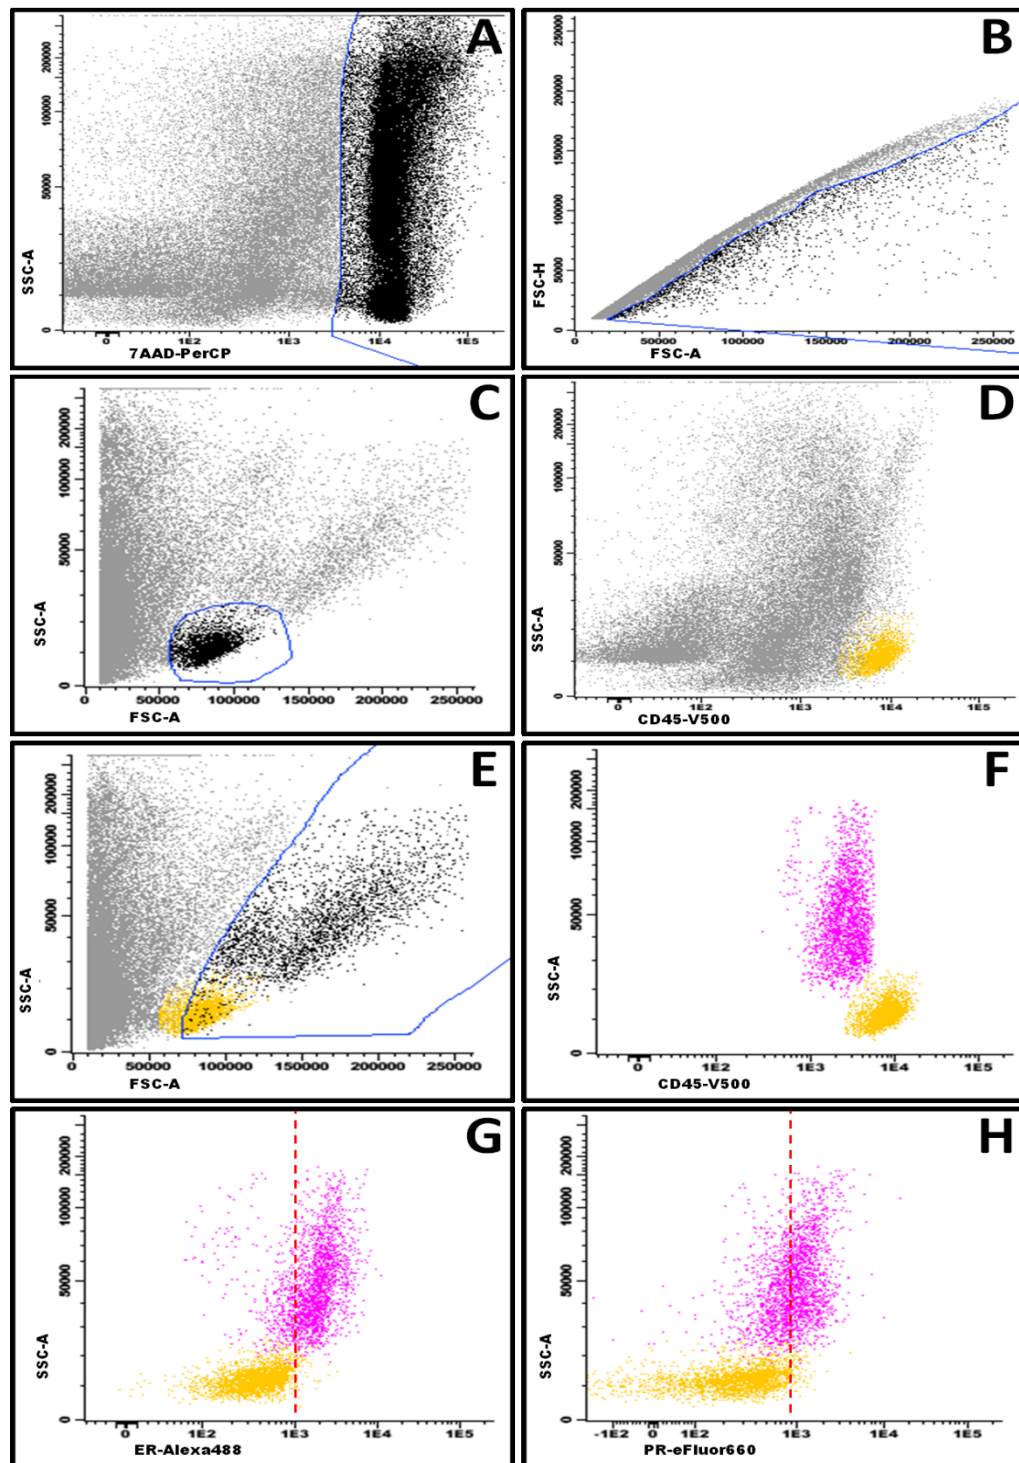 A
SSC-A
200000
100000
50000
0
0
1E2
1E3
1E4
1E5
7AAD-PerCP
B
FSC-H
250000
200000
150000
100000
50000
0
0
50000
100000
150000
200000
250000
FSC-A
C
SSC-A
200000
100000
50000
0
0
50000
100000
150000
200000
250000
FSC-A
D
SSC-A
200000
100000
50000
0
0
1E2
1E3
1E4
1E5
CD45-V500
E
SSC-A
200000
100000
50000
0
0
50000
100000
150000
200000
250000
FSC-A
F
SSC-A
200000
100000
50000
0
0
1E2
1E3
1E4
1E5
CD45-V500
G
SSC-A
200000
100000
50000
0
0
1E2
1E3
1E4
1E5
ER-Alexa488
H
SSC-A
200000
100000
50000
0
-1E2
0
1E2
1E3
1E4
1E5
PR-eFluor660